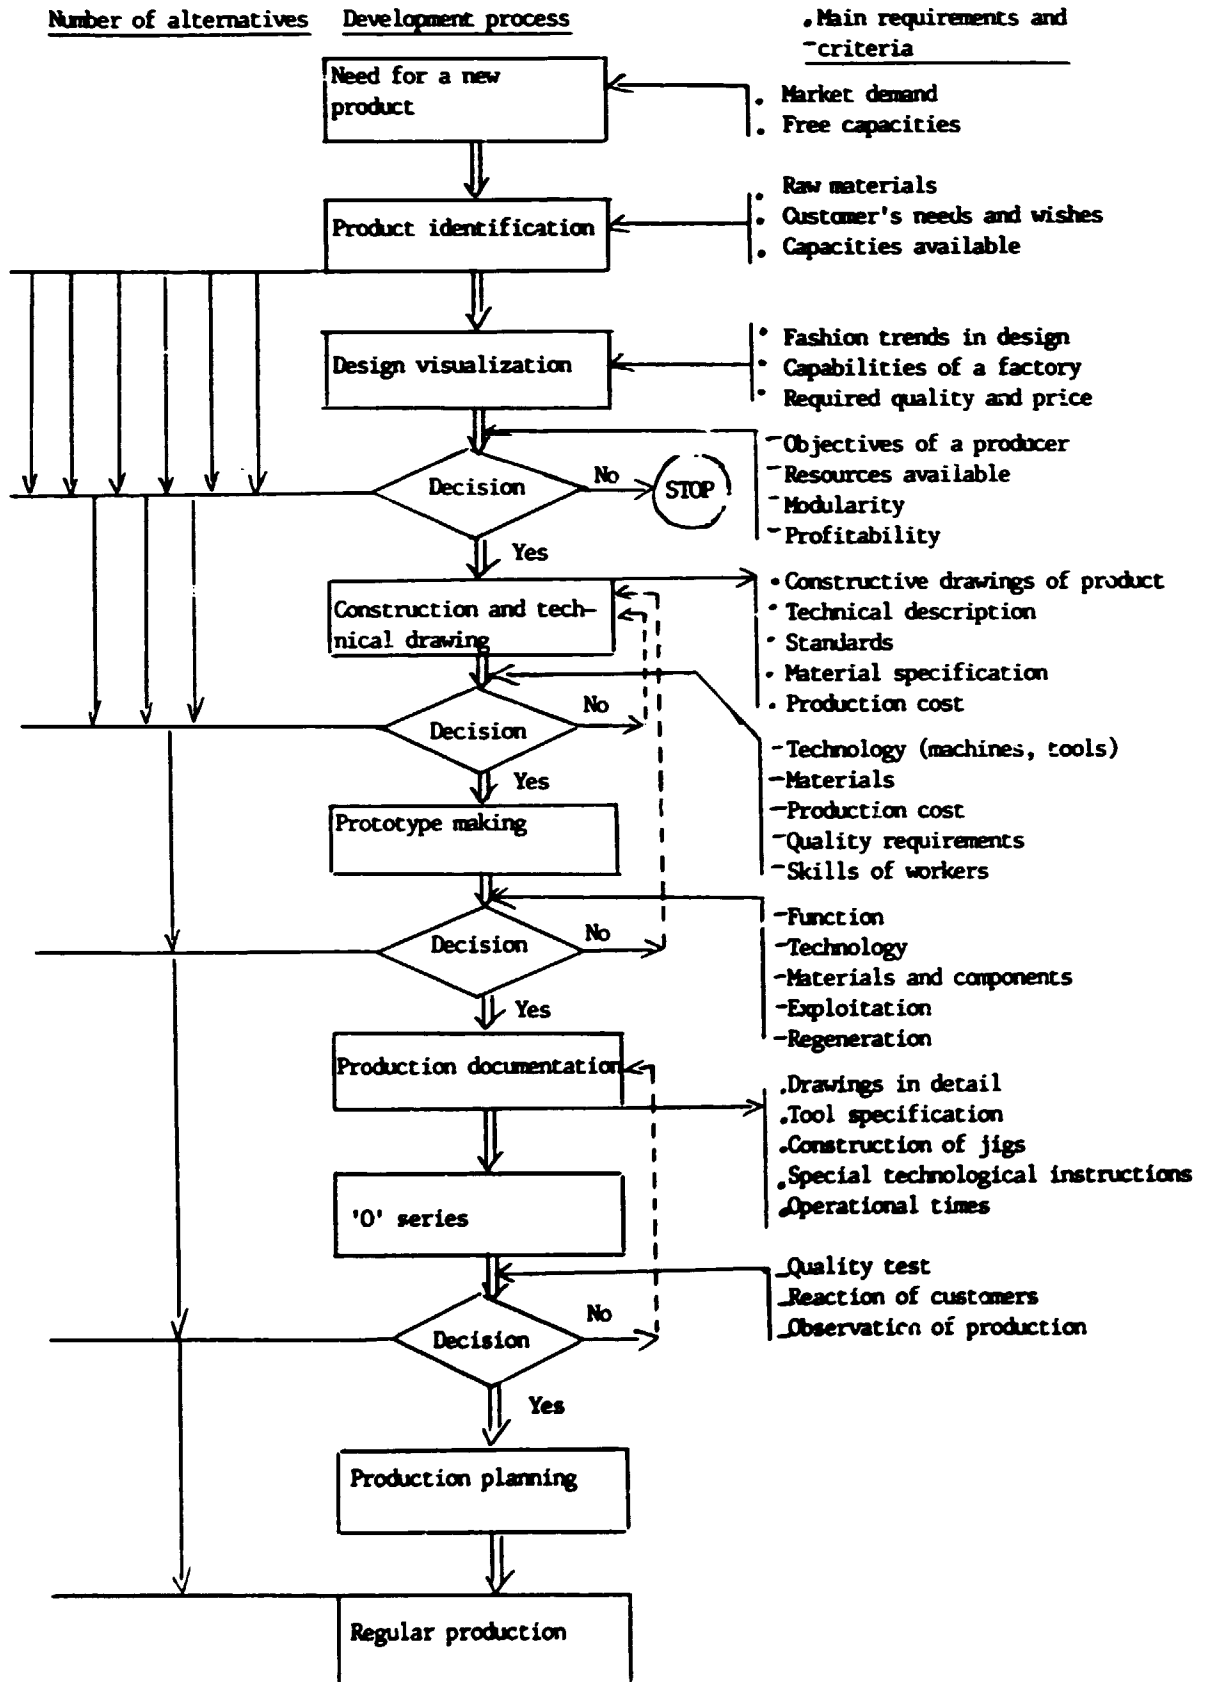 Number of alternatives
Development process
.Main requirements and
-criteria
Need for a new
product
. Market demand
. Free capacities
Product identification
. Raw materials
. Customer's needs and wishes
. Capacities available
Design visualization
. Fashion trends in design
. Capabilities of a factory
. Required quality and price
Decision
No
STOP
-Objectives of a producer
-Resources available
-Modularity
-Profitability
Yes
Construction and tech-
nical drawing
. Constructive drawings of product
. Technical description
. Standards
. Material specification
. Production cost
Decision
No
Yes
-Technology (machines, tools)
-Materials
-Production cost
-Quality requirements
-Skills of workers
Prototype making
Decision
No
Yes
-Function
-Technology
-Materials and components
-Exploitation
-Regeneration
Production documentation
.Drawings in detail
.Tool specification
.Construction of jigs
.Special technological instructions
.Operational times
'0' series
-Quality test
-Reaction of customers
-Observation of production
Decision
No
Yes
Production planning
Regular production